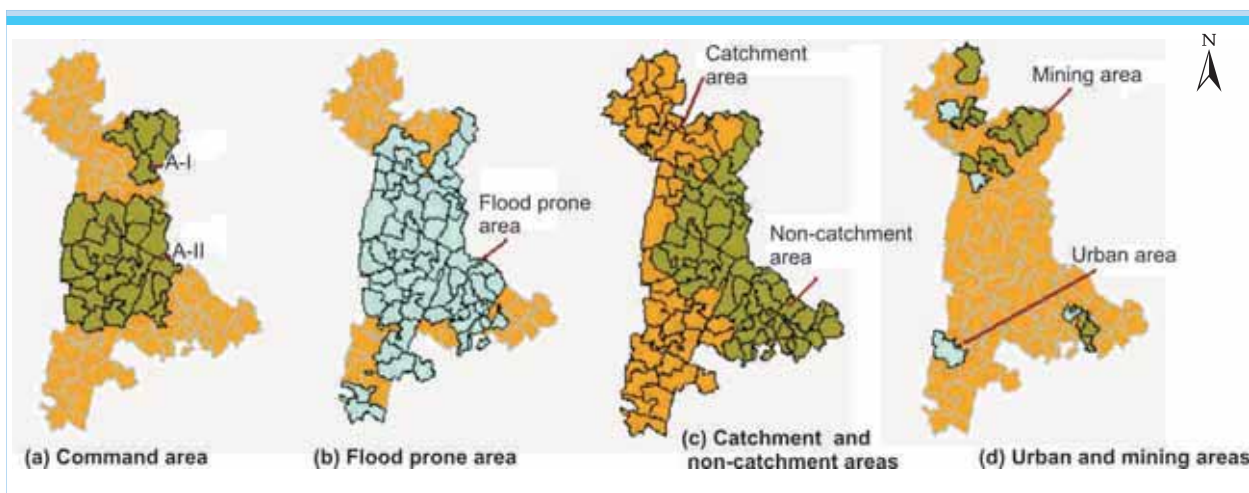 N
Catchment
area
Mining area
A-I
Flood prone
area
Non-catchment
area
Urban area
A-II
(a) Command area
(b) Flood prone area
(c) Catchment and
non-catchment areas
(d) Urban and mining areas